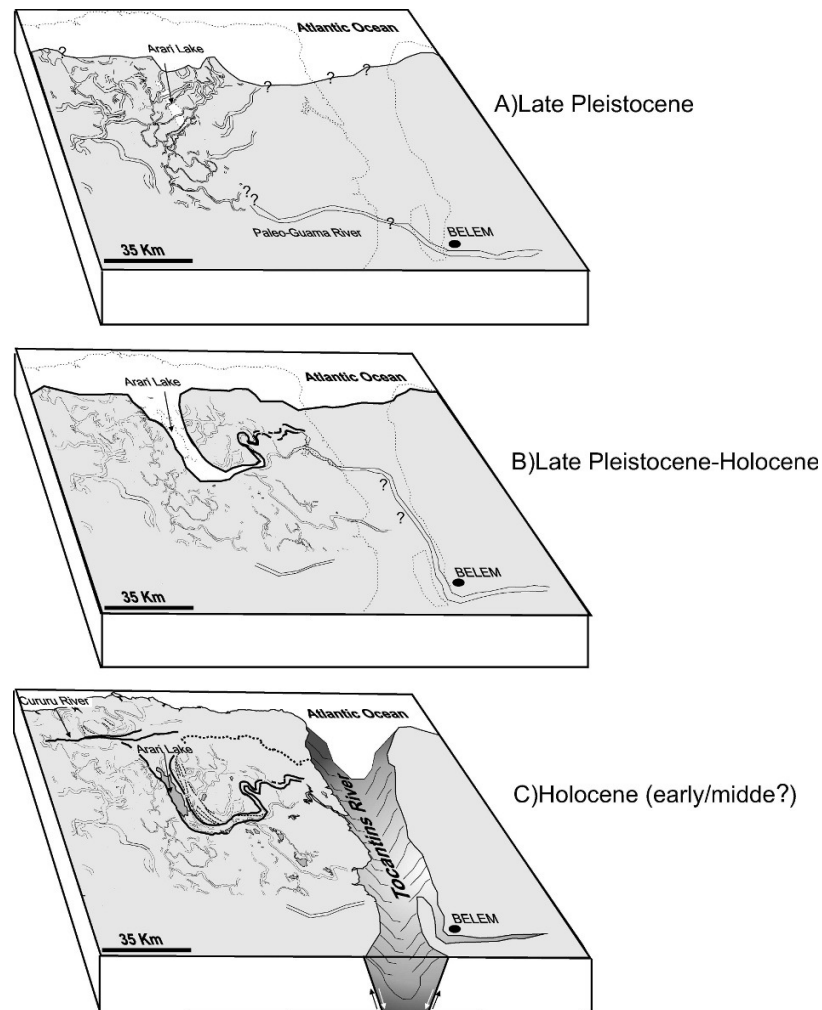 Atlantic Ocean
Arari Lake
?
?
?
?
A)Late Pleistocene
?
?
?
Paleo-Guama River
BELEM
35 Km
Atlantic Ocean
Arari Lake
B)Late Pleistocene-Holocene
?
?
BELEM
35 Km
Cururu River
Atlantic Ocean
Arari Lake
C)Holocene (early/midde?)
Tocantins River
BELEM
35 Km